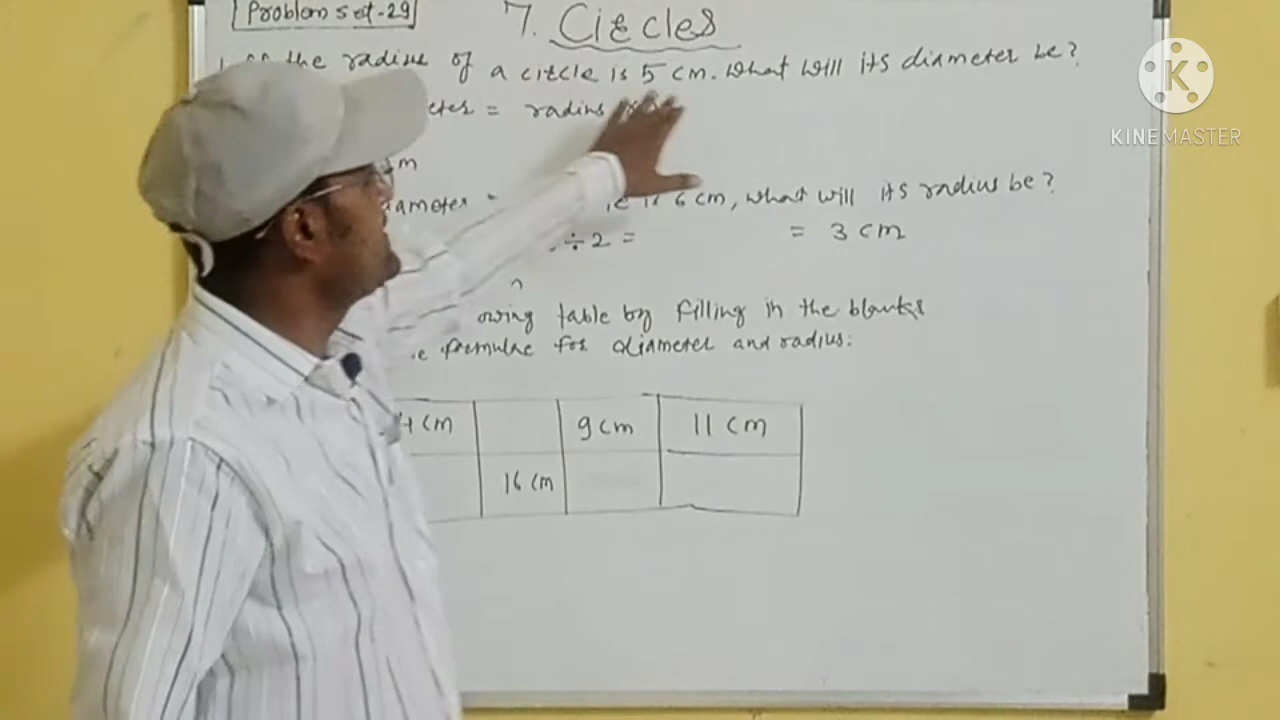 Problem set-29
7. Circles
the radius of a circle is 5 cm. What will its diameter be?
eter = radius
m
ameter 6 cm, what will its radius be?
÷ 2 = = 3 cm
owing table by filling in the blanks
formulae for diameter and radius.
4 cm 9 cm 11 cm
16 cm
K
KINEMASTER